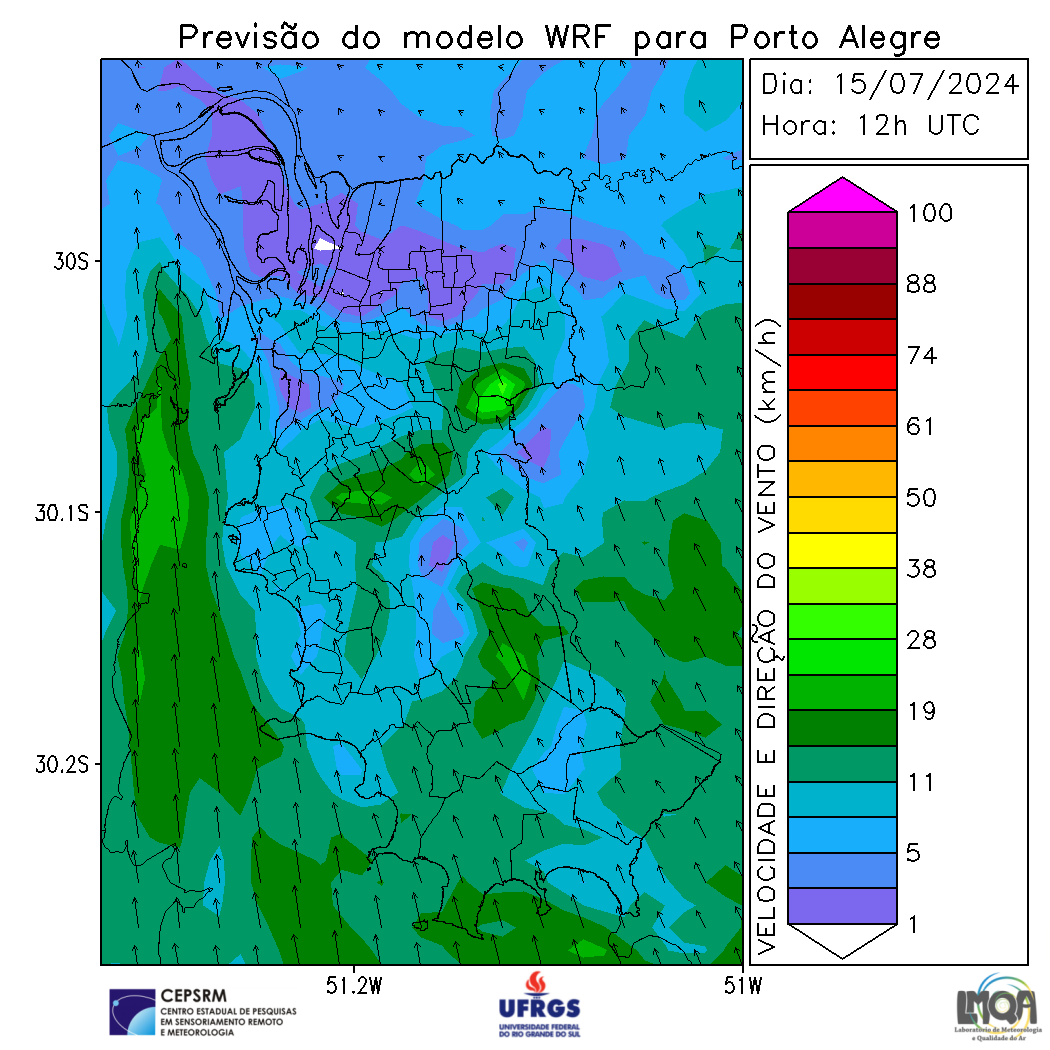 Previsão do modelo WRF para Porto Alegre
Dia: 15/07/2024
Hora: 12h UTC
30S
30.1S
30.2S
51.2W
51W
VELOCIDADE E DIREÇÃO DO VENTO (km/h)
100
88
74
61
50
38
28
19
11
5
1
CEPSRM
CENTRO ESTADUAL DE PESQUISAS
EM SENSORIAMENTO REMOTO
E METEOROLOGIA
UFRGS
UNIVERSIDADE FEDERAL
DO RIO GRANDE DO SUL
LMQA
Laboratório de Meteorologia
e Qualidade do Ar